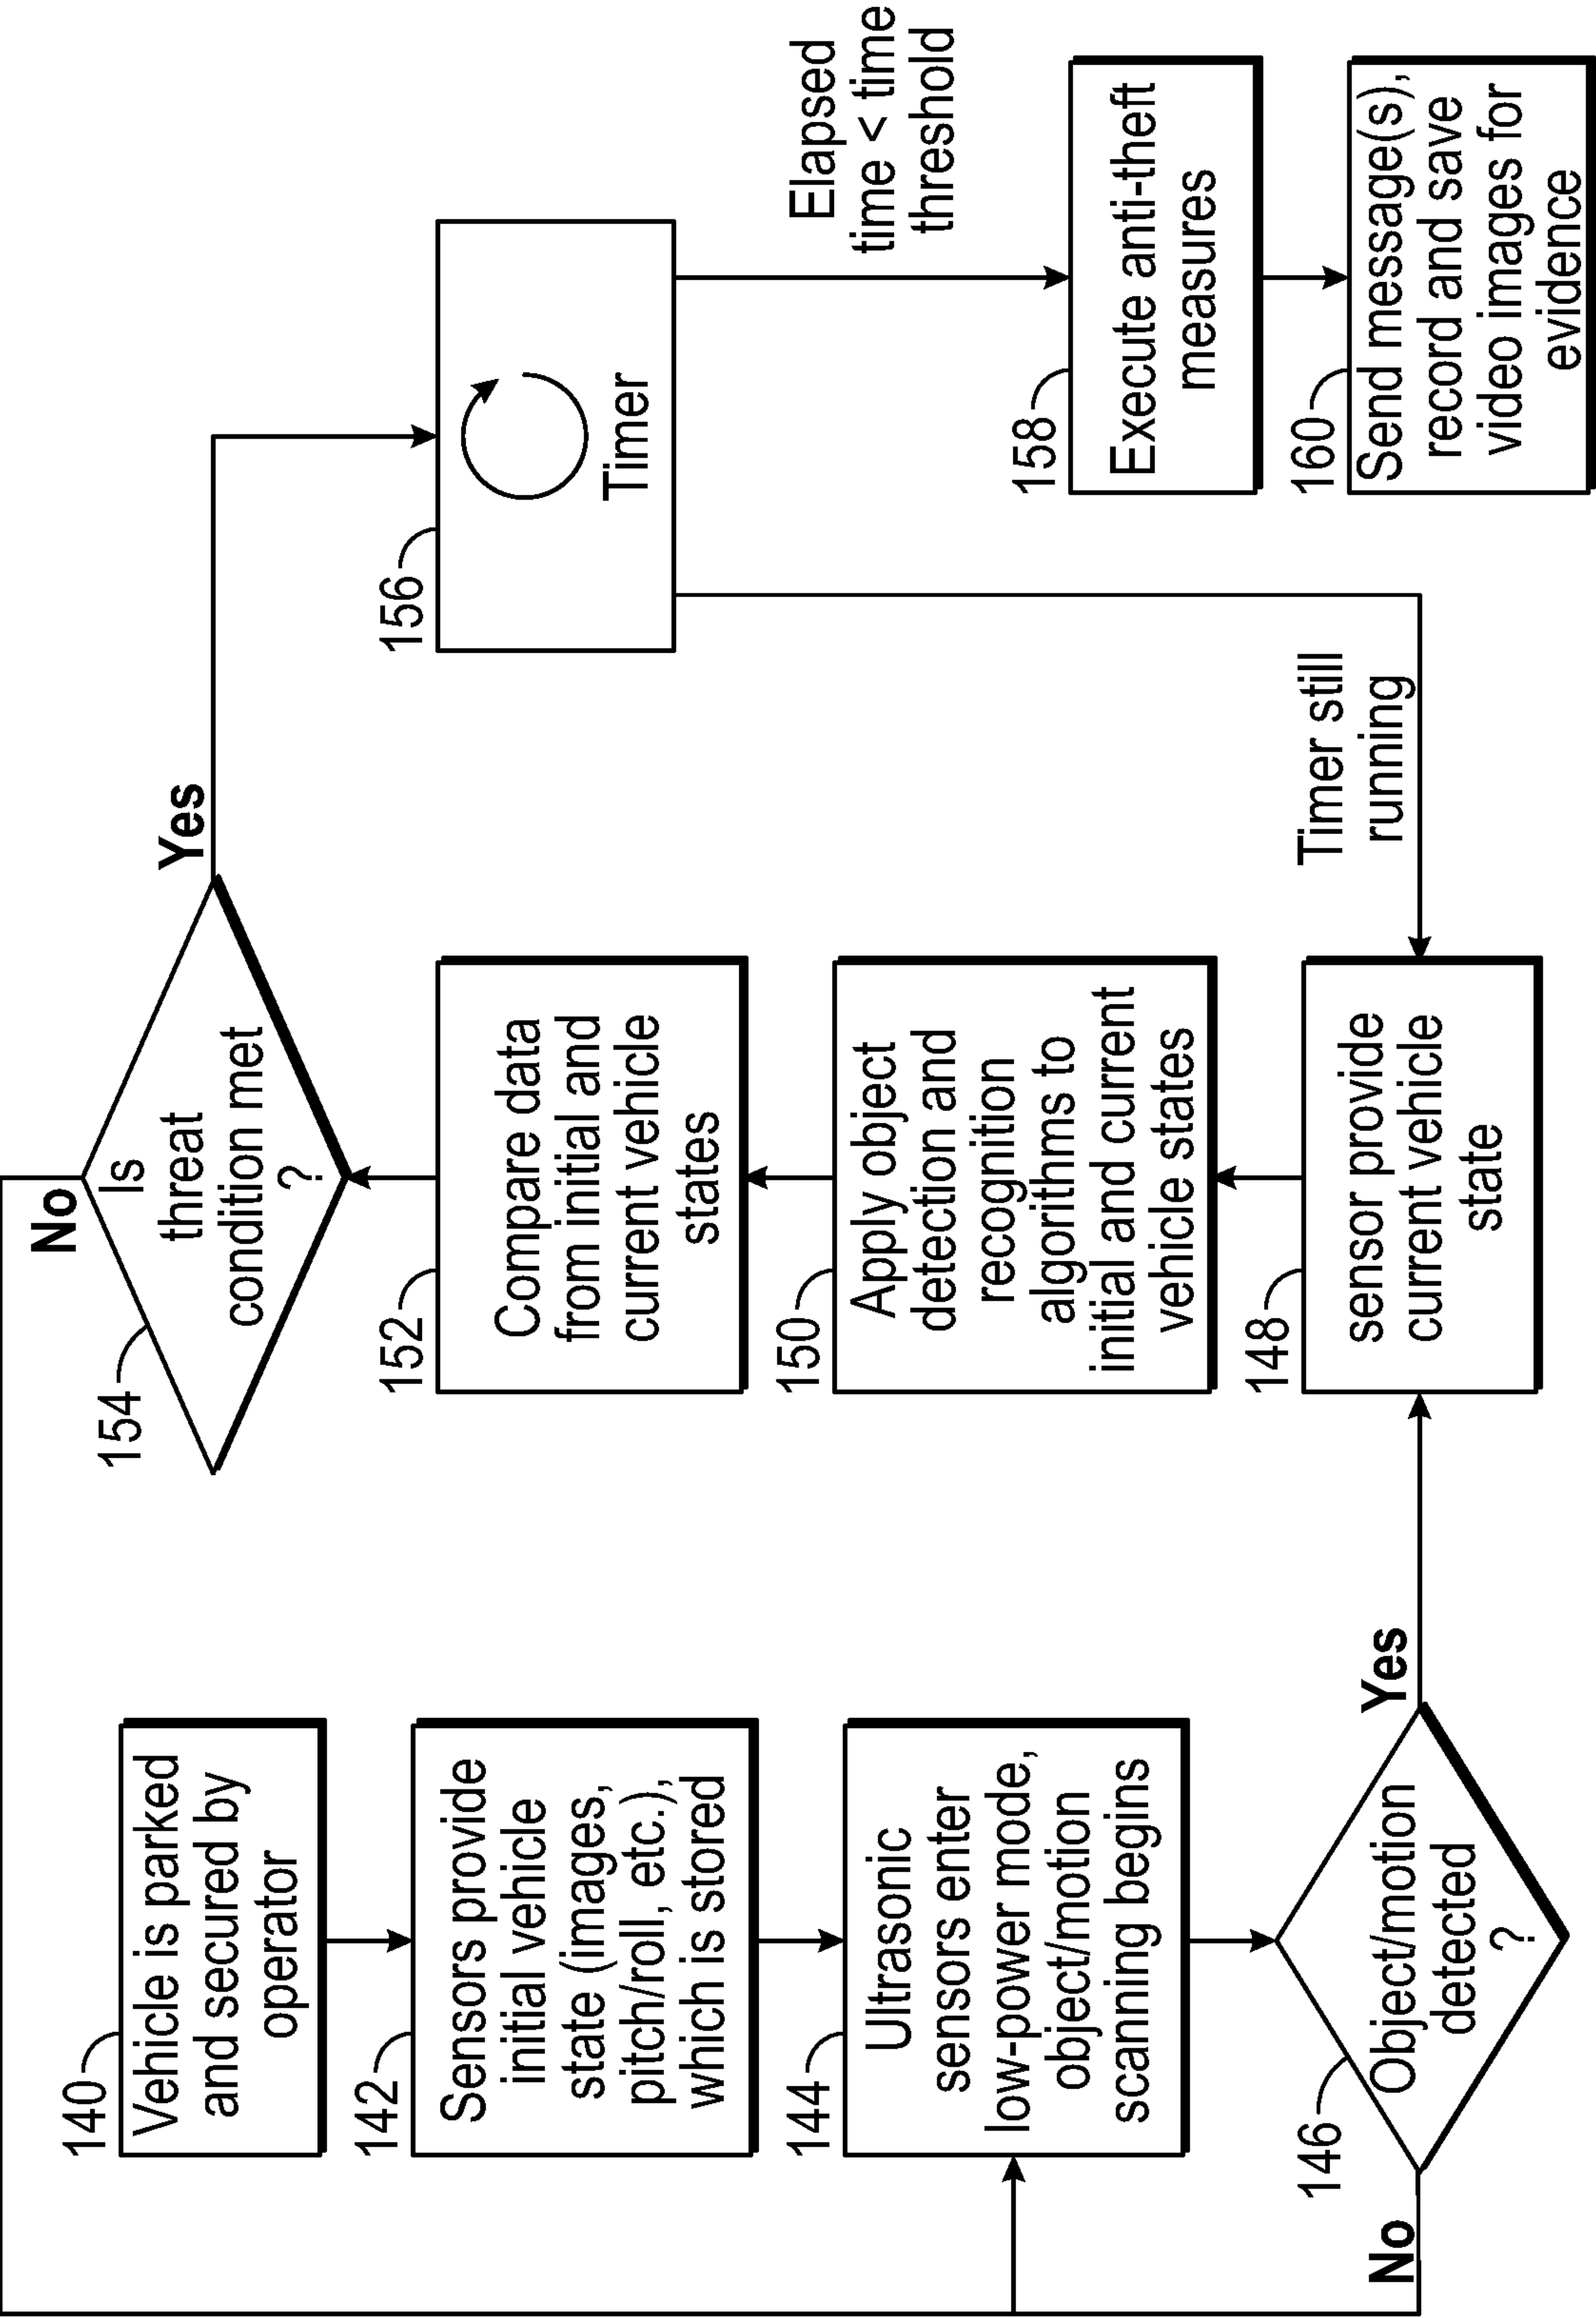 140
Vehicle is parked
and secured by
operator
142
Sensors provide
initial vehicle
state (images,
pitch/roll, etc.),
which is stored
144
Ultrasonic
sensors enter
low-power mode,
object/motion
scanning begins
146
Object/motion
detected
?
No
Yes
148
sensor provide
current vehicle
state
150
Apply object
detection and
recognition
algorithms to
initial and current
vehicle states
152
Compare data
from initial and
current vehicle
states
154
Is
threat
condition met
?
No
Yes
156
Timer
Timer still
running
Elapsed
time < time
threshold
158
Execute anti-theft
measures
160
Send message(s),
record and save
video images for
evidence